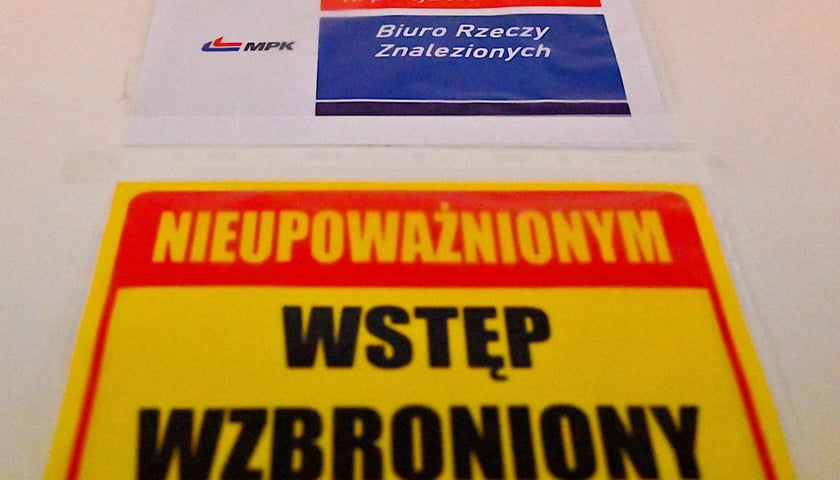 Biuro Rzeczy
Znalezionych
MPK
NIEUPOWAŻNIONYM
WSTĘP
WZBRONIONY